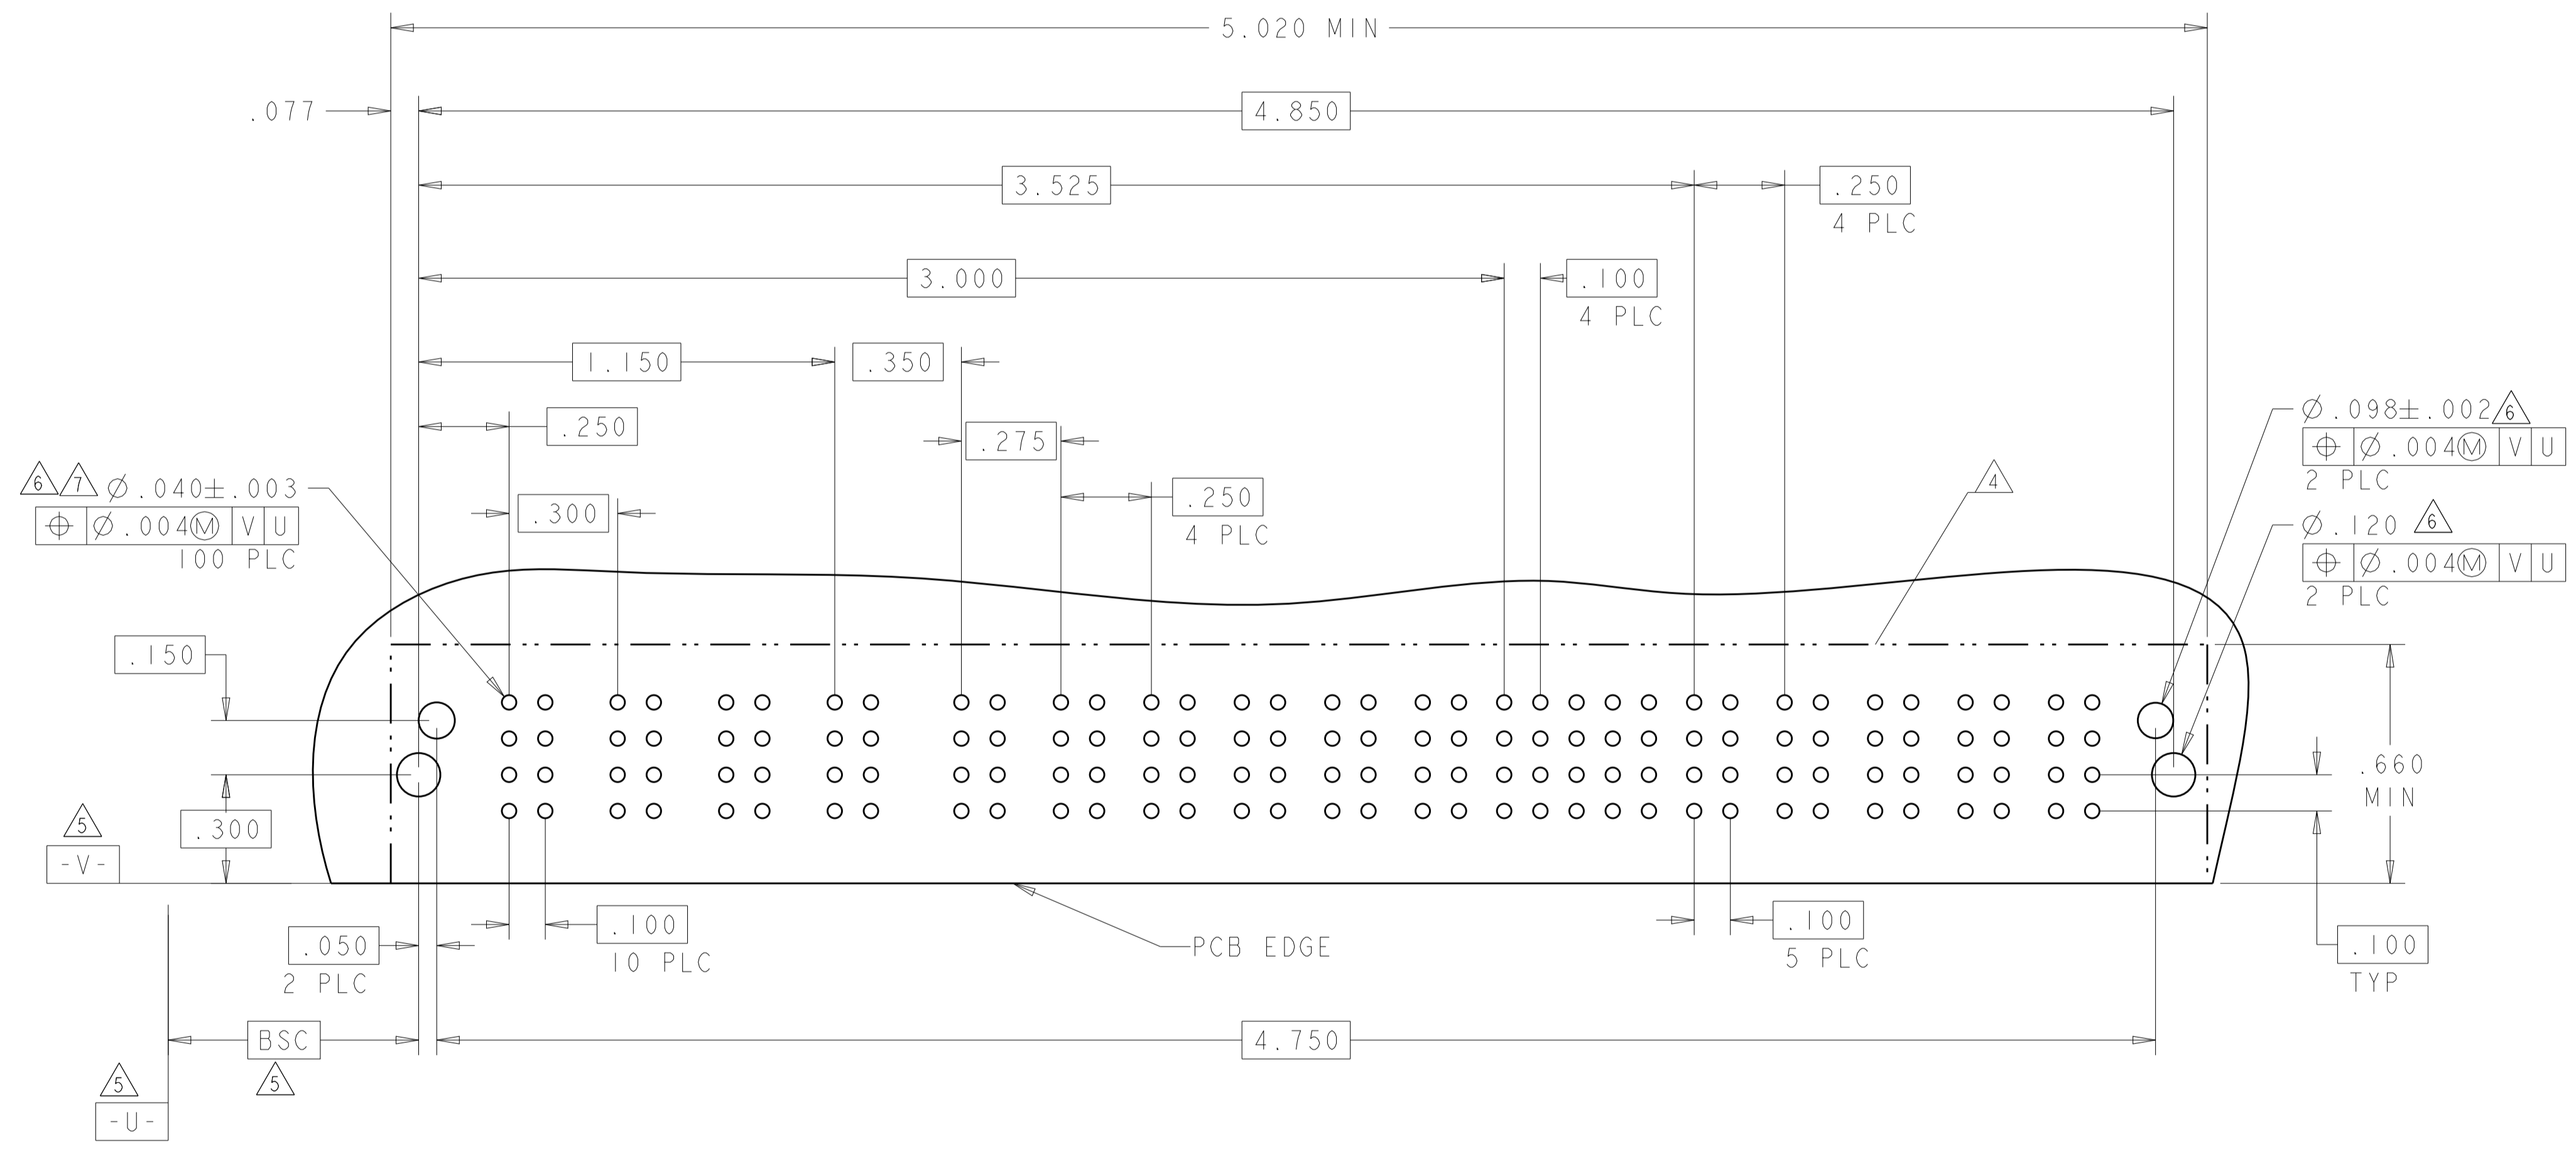 5.020 MIN
.077
4.850
3.525
.250
4 PLC
3.000
.100
4 PLC
1.150
.350
.250
.275
.300
.250
4 PLC
6 7 Ø.040±.003
⌖ Ø.004Ⓜ V U
100 PLC
4
Ø.098±.002 6
⌖ Ø.004Ⓜ V U
2 PLC
Ø.120 6
⌖ Ø.004Ⓜ V U
2 PLC
.150
.300
5
-V-
.660
MIN
.100
TYP
.050
2 PLC
.100
10 PLC
PCB EDGE
.100
5 PLC
BSC
5
4.750
5
-U-